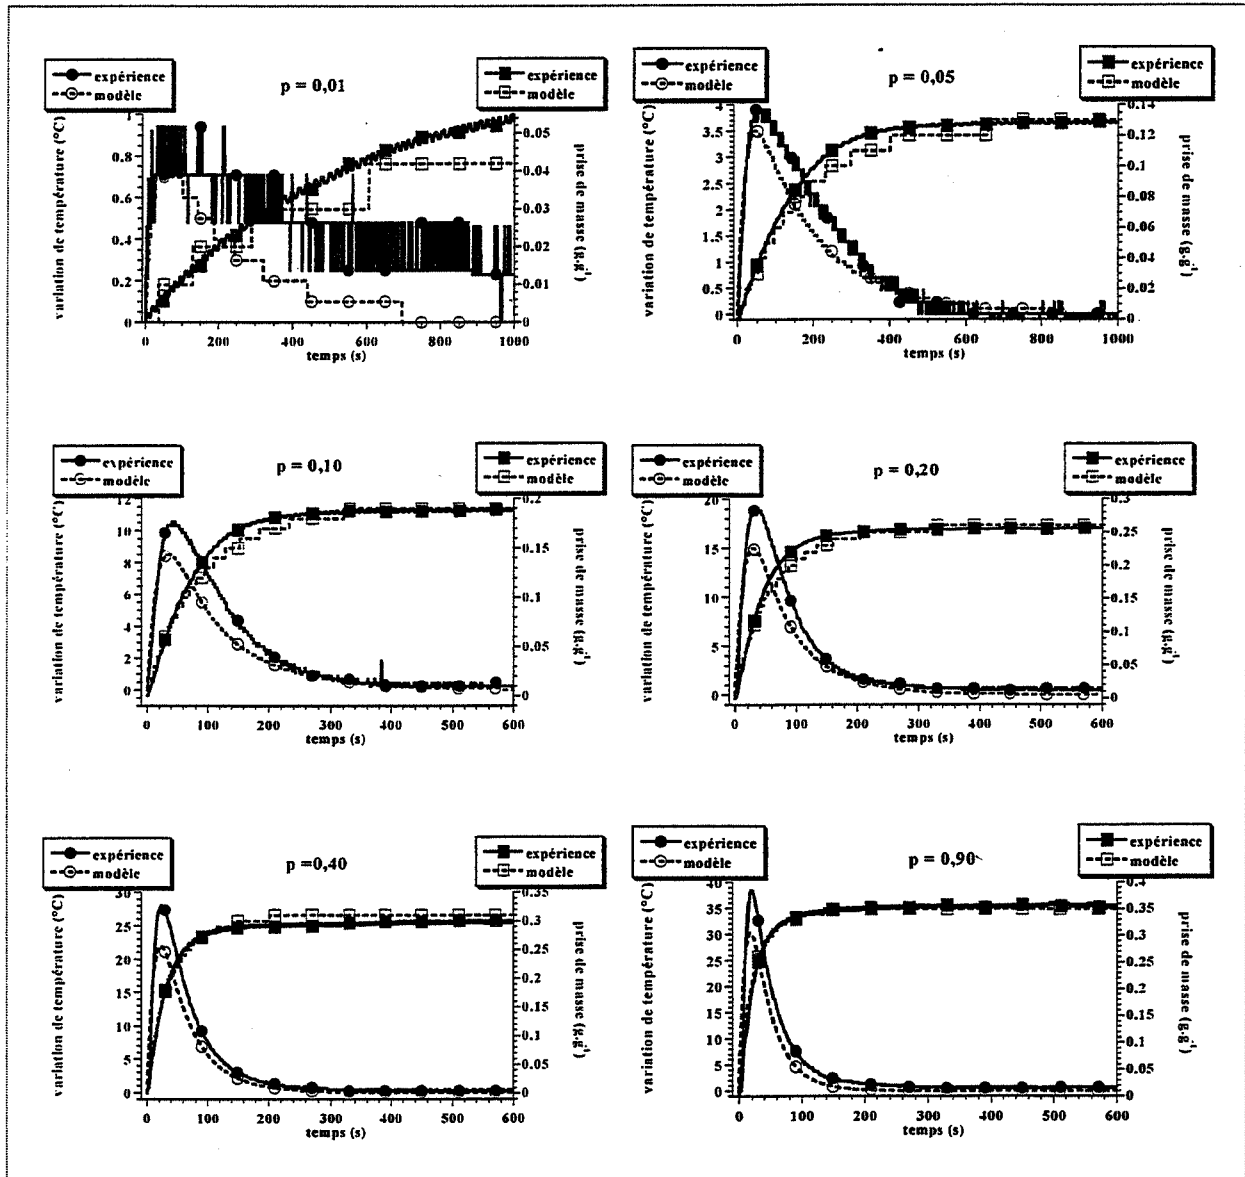 expérience
modèle
p = 0,01
expérience
modèle
variation de température (°C)
1
0.8
0.6
0.4
0.2
0
0.05
0.04
0.03
0.02
0.01
0
prise de masse (g.g⁻¹)
0 200 400 600 800 1000
temps (s)
expérience
modèle
p = 0,05
expérience
modèle
variation de température (°C)
4
3.5
3
2.5
2
1.5
1
0.5
0
0.14
0.12
0.1
0.08
0.06
0.04
0.02
0
prise de masse (g.g⁻¹)
0 200 400 600 800 1000
temps (s)
expérience
modèle
p = 0,10
expérience
modèle
variation de température (°C)
12
10
8
6
4
2
0
0.2
0.15
0.1
0.05
0
prise de masse (g.g⁻¹)
0 100 200 300 400 500 600
temps (s)
expérience
modèle
p = 0,20
expérience
modèle
variation de température (°C)
20
15
10
5
0
0.3
0.25
0.2
0.15
0.1
0.05
0
prise de masse (g.g⁻¹)
0 100 200 300 400 500 600
temps (s)
expérience
modèle
p =0,40
expérience
modèle
variation de température (°C)
30
25
20
15
10
5
0
0.35
0.3
0.25
0.2
0.15
0.1
0.05
0
prise de masse (g.g⁻¹)
0 100 200 300 400 500 600
temps (s)
expérience
modèle
p = 0,90
expérience
modèle
variation de température (°C)
40
35
30
25
20
15
10
5
0
0.4
0.35
0.3
0.25
0.2
0.15
0.1
0.05
0
prise de masse (g.g⁻¹)
0 100 200 300 400 500 600
temps (s)